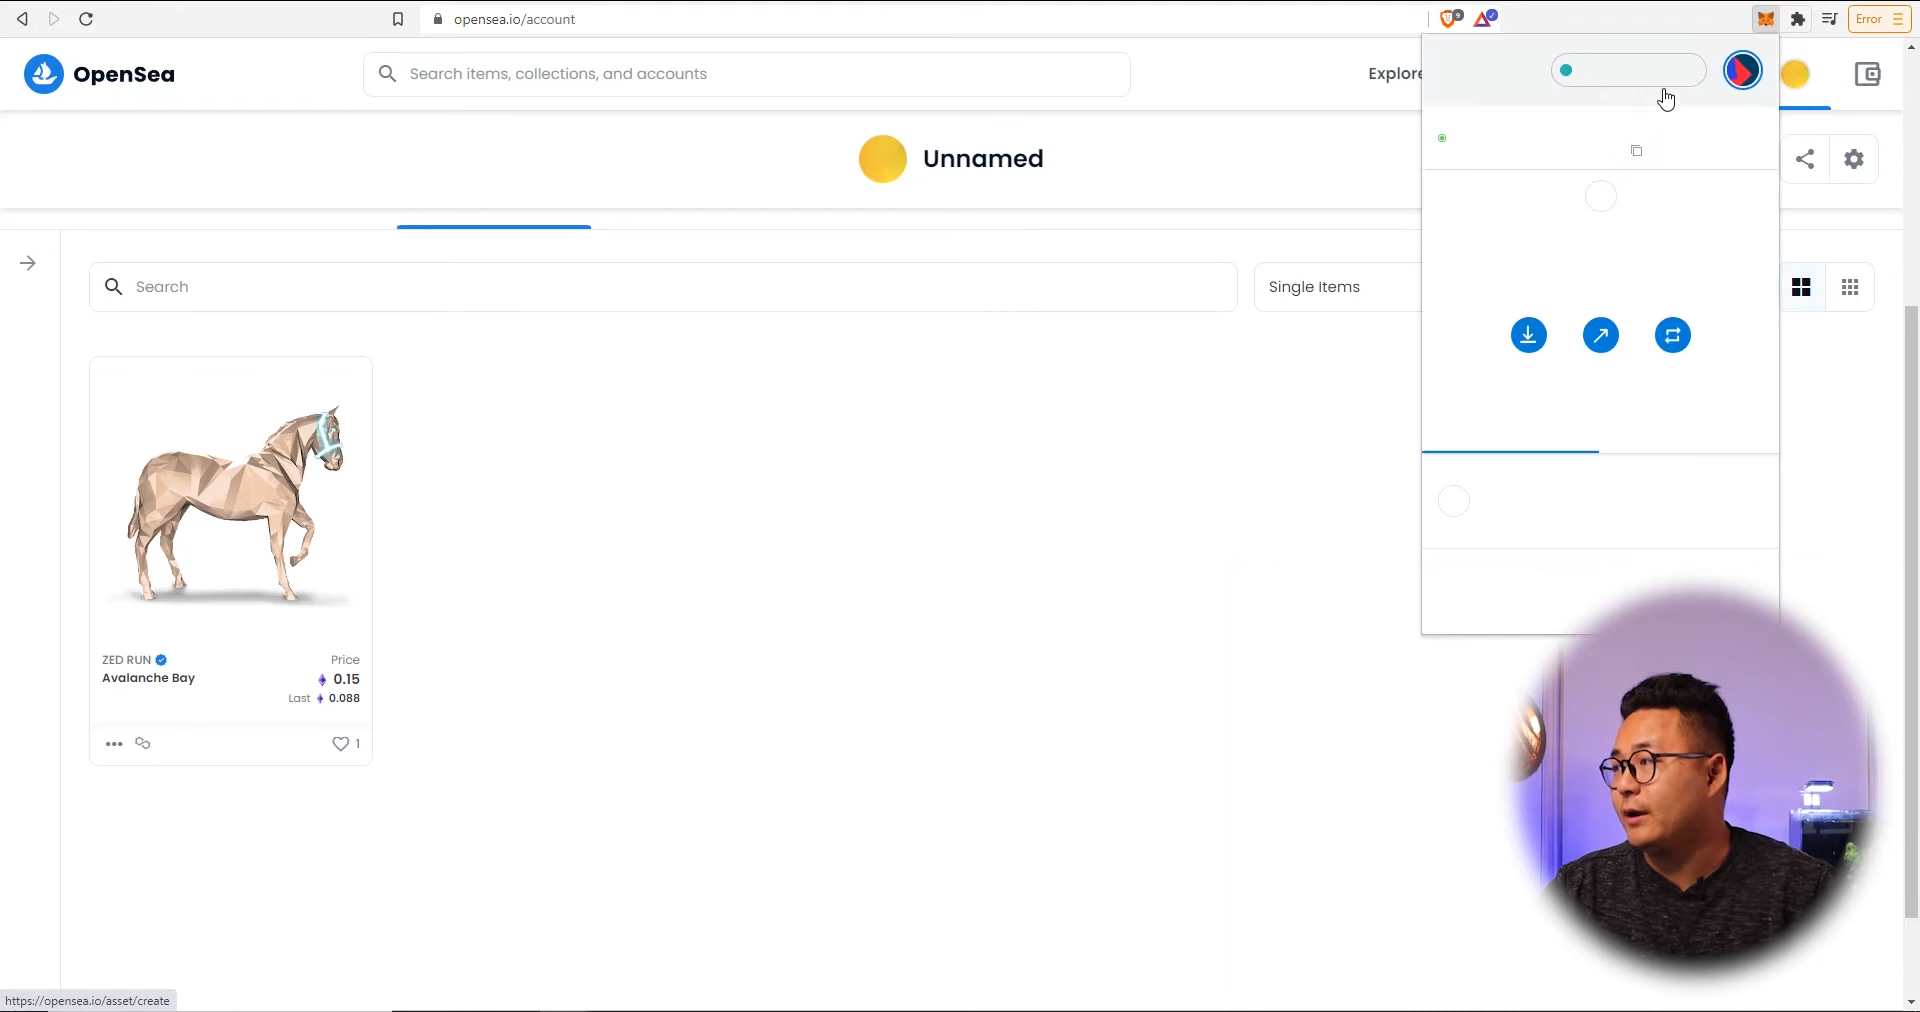 opensea.io/account
9
Error
OpenSea
Search items, collections, and accounts
Explore
Unnamed
Search
Single Items
ZED RUN
Price
Avalanche Bay
0.15
Last 0.088
1
https://opensea.io/asset/create